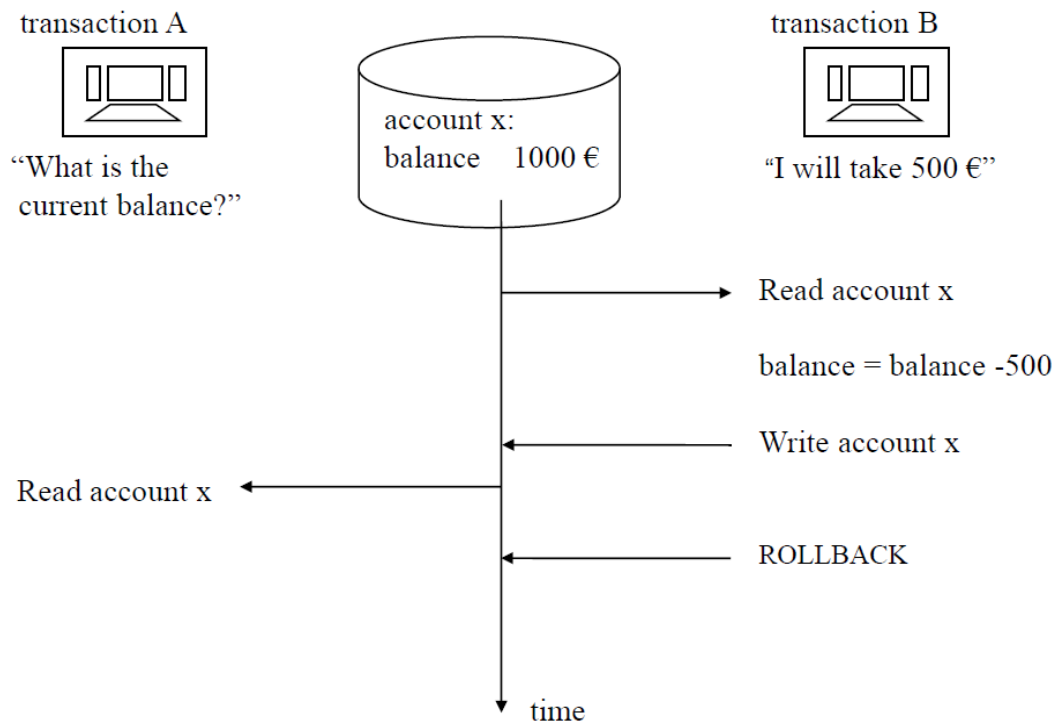 transaction A
transaction B
account x:
balance 1000 €
“What is the
current balance?”
“I will take 500 €”
Read account x
balance = balance -500
Write account x
Read account x
ROLLBACK
time